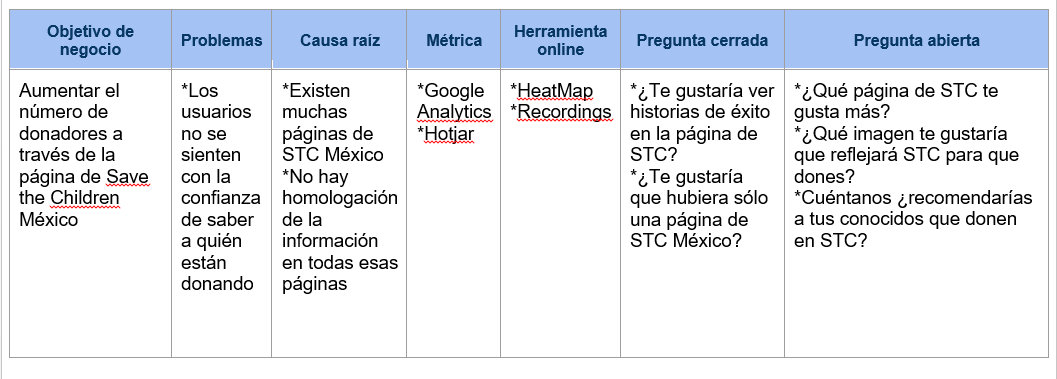 Objetivo de
negocio
Problemas
Causa raíz
Métrica
Herramienta
online
Pregunta cerrada
Pregunta abierta
Aumentar el
número de
donadores a
través de la
página de Save
the Children
México
*Los
usuarios
no se
sienten
con la
confianza
de saber
a quién
están
donando
*Existen
muchas
páginas de
STC México
*No hay
homologación
de la
información
en todas esas
páginas
*Google
Analytics
*Hotjar
*HeatMap
*Recordings
*¿Te gustaría ver
historias de éxito
en la página de
STC?
*¿Te gustaría
que hubiera sólo
una página de
STC México?
*¿Qué página de STC te
gusta más?
*¿Qué imagen te gustaría
que reflejará STC para que
dones?
*Cuéntanos ¿recomendarías
a tus conocidos que donen
en STC?